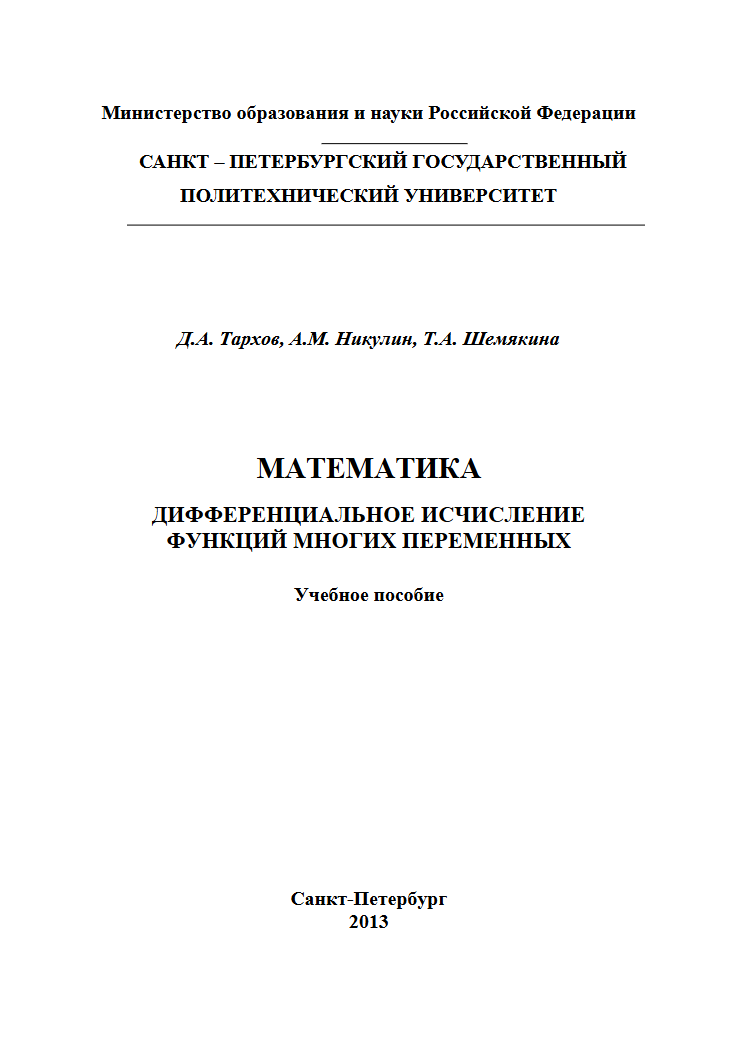 Министерство образования и науки Российской Федерации
САНКТ – ПЕТЕРБУРГСКИЙ ГОСУДАРСТВЕННЫЙ
ПОЛИТЕХНИЧЕСКИЙ УНИВЕРСИТЕТ
Д.А. Тархов, А.М. Никулин, Т.А. Шемякина
МАТЕМАТИКА
ДИФФЕРЕНЦИАЛЬНОЕ ИСЧИСЛЕНИЕ
ФУНКЦИЙ МНОГИХ ПЕРЕМЕННЫХ
Учебное пособие
Санкт-Петербург
2013